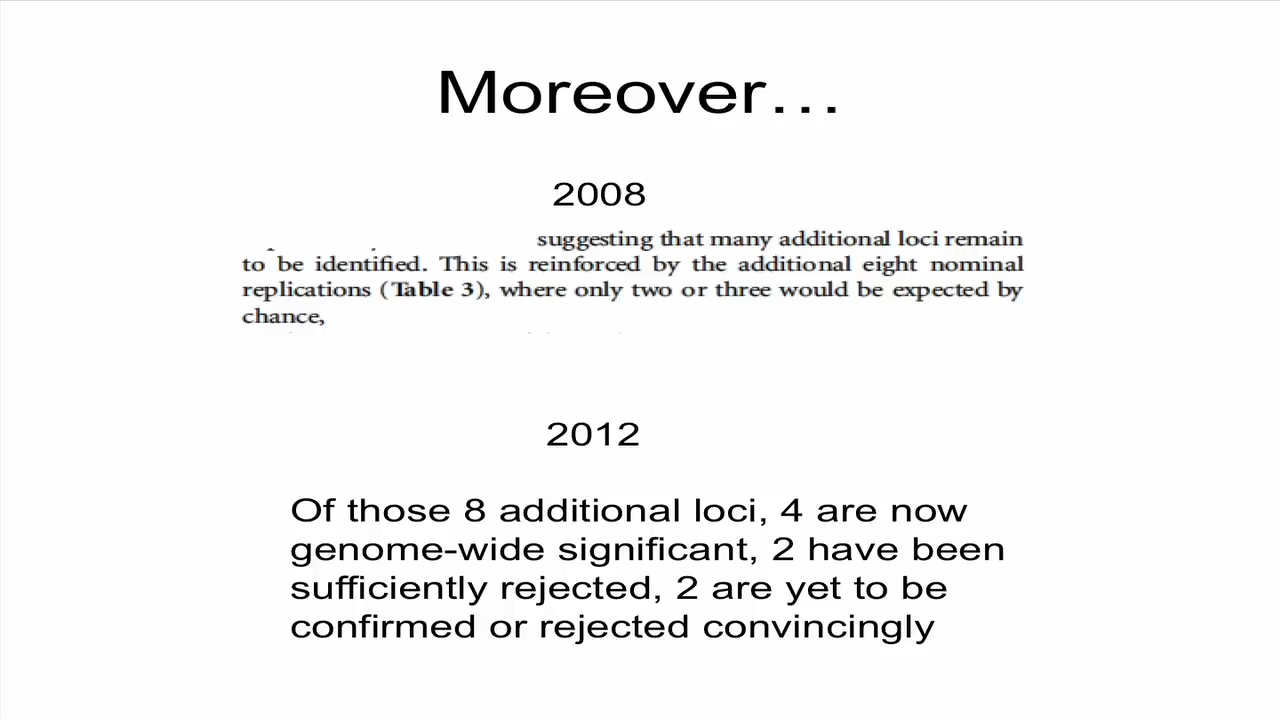 Moreover…
2008
suggesting that many additional loci remain
to be identified. This is reinforced by the additional eight nominal
replications (Table 3), where only two or three would be expected by
chance,
2012
Of those 8 additional loci, 4 are now
genome-wide significant, 2 have been
sufficiently rejected, 2 are yet to be
confirmed or rejected convincingly